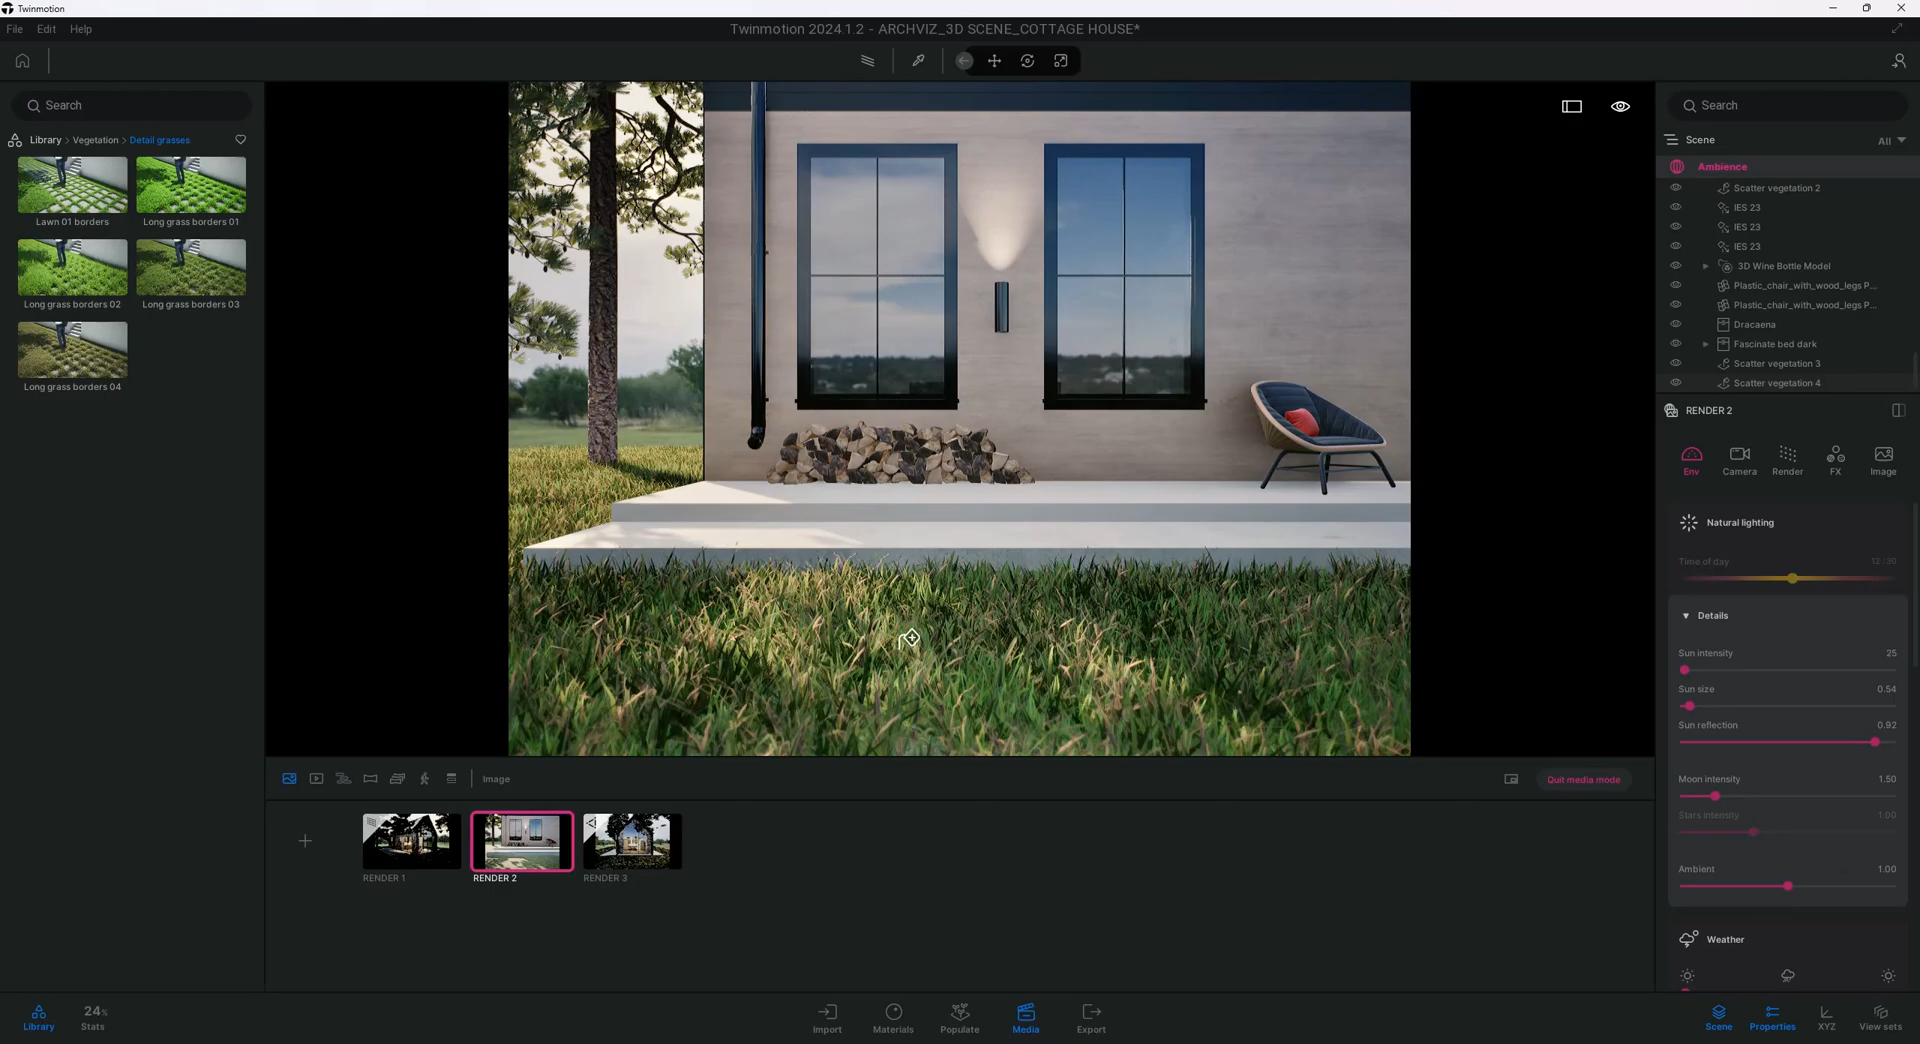 Twinmotion
File Edit Help
Twinmotion 2024.1.2 - ARCHVIZ_3D SCENE_COTTAGE HOUSE*
Search
Library > Vegetation > Detail grasses
Lawn 01 borders
Long grass borders 01
Long grass borders 02
Long grass borders 03
Long grass borders 04
Search
Scene
All
Ambience
Scatter vegetation 2
IES 23
IES 23
IES 23
3D Wine Bottle Model
Plastic_chair_with_wood_legs P...
Plastic_chair_with_wood_legs P...
Dracaena
Fascinate bed dark
Scatter vegetation 3
Scatter vegetation 4
RENDER 2
Env Camera Render FX Image
Natural lighting
Time of day 12:30
Details
Sun intensity 25
Sun size 0.54
Sun reflection 0.92
Moon intensity 1.50
Stars intensity 1.00
Ambient 1.00
Weather
Image
Quit media mode
RENDER 1
RENDER 2
RENDER 3
Library
24%
Stats
Import
Materials
Populate
Media
Export
Scene
Properties
XYZ
View sets